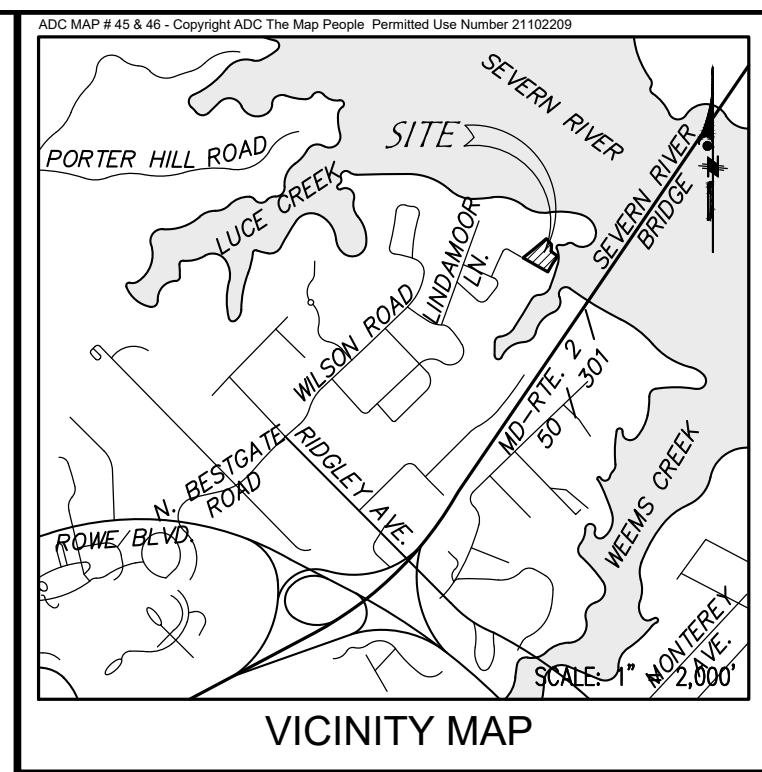 ADC MAP # 45 & 46 - Copyright ADC The Map People Permitted Use Number 21102209
SEVERN RIVER
SITE
PORTER HILL ROAD
SEVERN RIVER
BRIDGE
LUCE CREEK
LINDAMOOR
LN.
WILSON ROAD
MD-RTE. 2 /
50 / 301
N. BESTGATE
ROAD
RIDGLEY AVE.
WEEMS CREEK
ROWE BLVD.
MONTEREY
AVE.
SCALE: 1" = 2,000'
VICINITY MAP